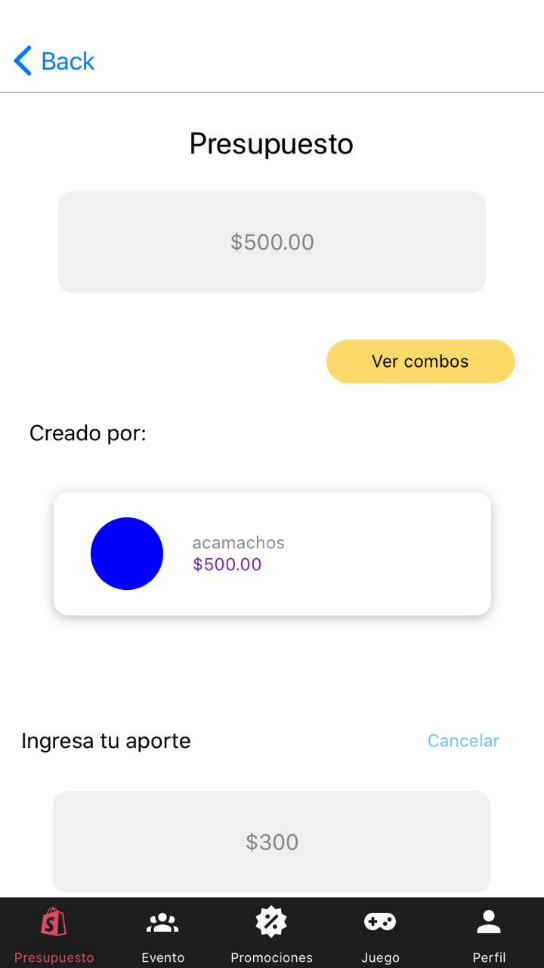 Back
Presupuesto
$500.00
Ver combos
Creado por:
acamachos
$500.00
Ingresa tu aporte
Cancelar
$300
Presupuesto
Evento
Promociones
Juego
Perfil